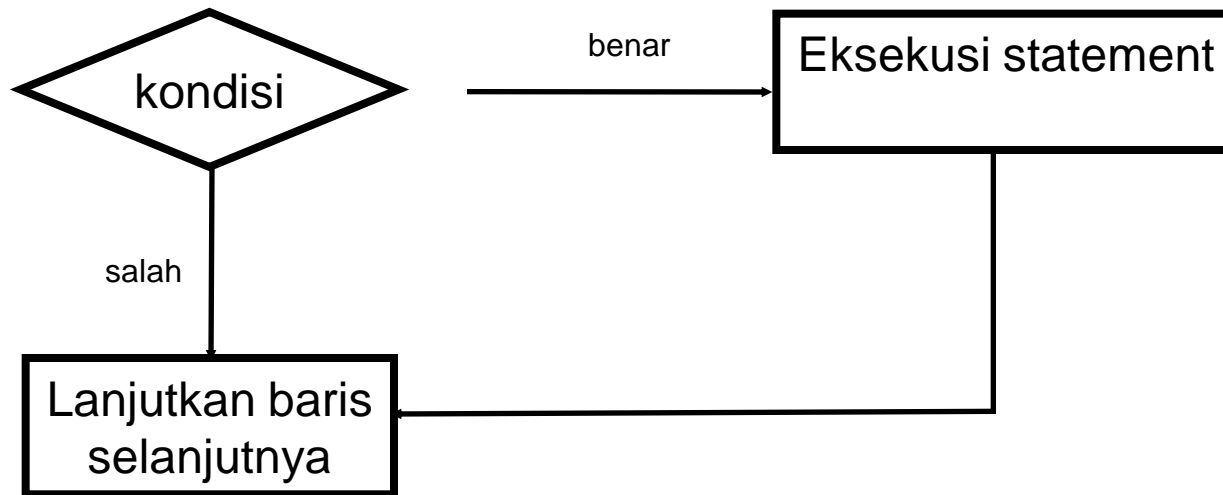 kondisi
benar
Eksekusi statement
salah
Lanjutkan baris
selanjutnya